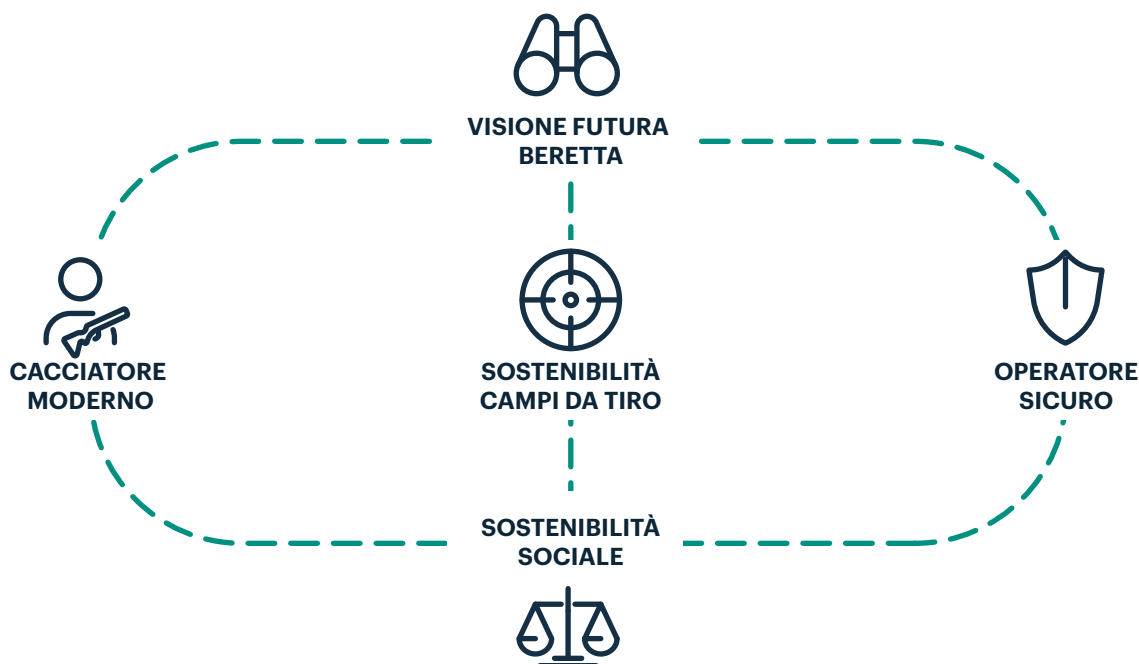 VISIONE FUTURA
BERETTA
CACCIATORE
MODERNO
SOSTENIBILITÀ
CAMPI DA TIRO
OPERATORE
SICURO
SOSTENIBILITÀ
SOCIALE